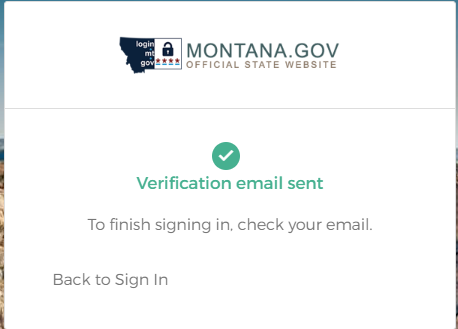 login
mt
gov
MONTANA.GOV
OFFICIAL STATE WEBSITE
Verification email sent
To finish signing in, check your email.
Back to Sign In